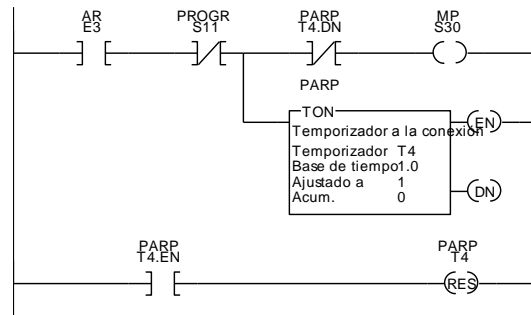 AR PROGR PARP MP
E3 S11 T4.DN S30
PARP
TON
Temporizador a la conexión EN
Temporizador T4
Base de tiempo 1.0
Ajustado a 1 DN
Acum. 0
PARP PARP
T4.EN T4
RES